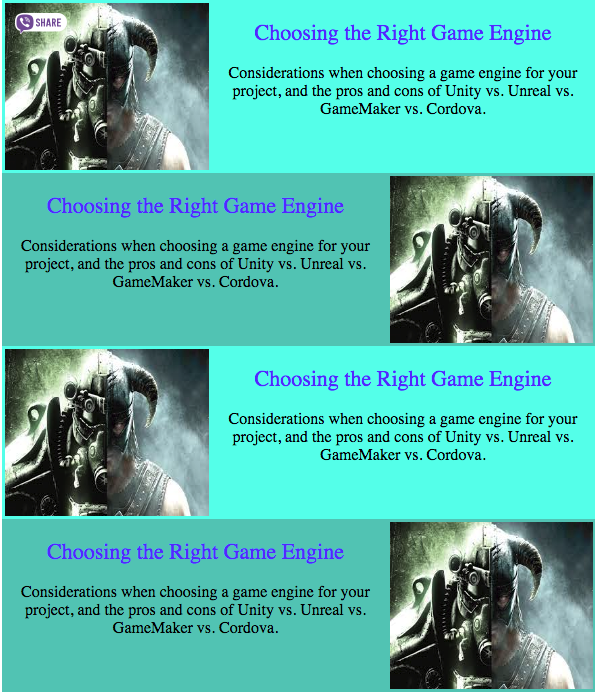 SHARE
Choosing the Right Game Engine
Considerations when choosing a game engine for your
project, and the pros and cons of Unity vs. Unreal vs.
GameMaker vs. Cordova.
Choosing the Right Game Engine
Considerations when choosing a game engine for your
project, and the pros and cons of Unity vs. Unreal vs.
GameMaker vs. Cordova.
Choosing the Right Game Engine
Considerations when choosing a game engine for your
project, and the pros and cons of Unity vs. Unreal vs.
GameMaker vs. Cordova.
Choosing the Right Game Engine
Considerations when choosing a game engine for your
project, and the pros and cons of Unity vs. Unreal vs.
GameMaker vs. Cordova.